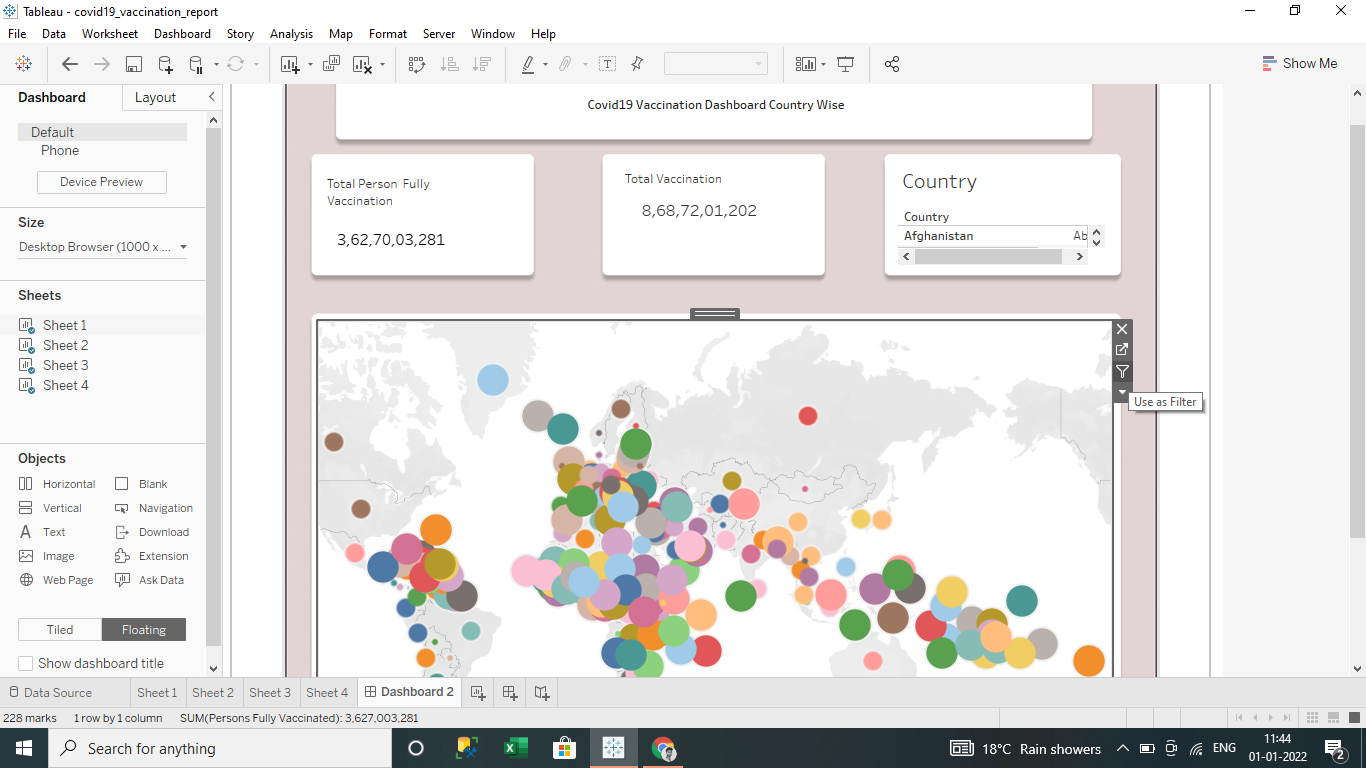 Tableau - covid19_vaccination_report
File Data Worksheet Dashboard Story Analysis Map Format Server Window Help
Show Me
Dashboard Layout
Default
Phone
Device Preview
Size
Desktop Browser (1000 x ...
Sheets
Sheet 1
Sheet 2
Sheet 3
Sheet 4
Objects
Horizontal Blank
Vertical Navigation
Text Download
Image Extension
Web Page Ask Data
Tiled Floating
Show dashboard title
Covid19 Vaccination Dashboard Country Wise
Total Person Fully
Vaccination
3,62,70,03,281
Total Vaccination
8,68,72,01,202
Country
Country
Afghanistan Ab
Use as Filter
Data Source Sheet 1 Sheet 2 Sheet 3 Sheet 4 Dashboard 2
228 marks 1 row by 1 column SUM(Persons Fully Vaccinated): 3,627,003,281
Search for anything
18°C Rain showers ENG
11:44
01-01-2022
2